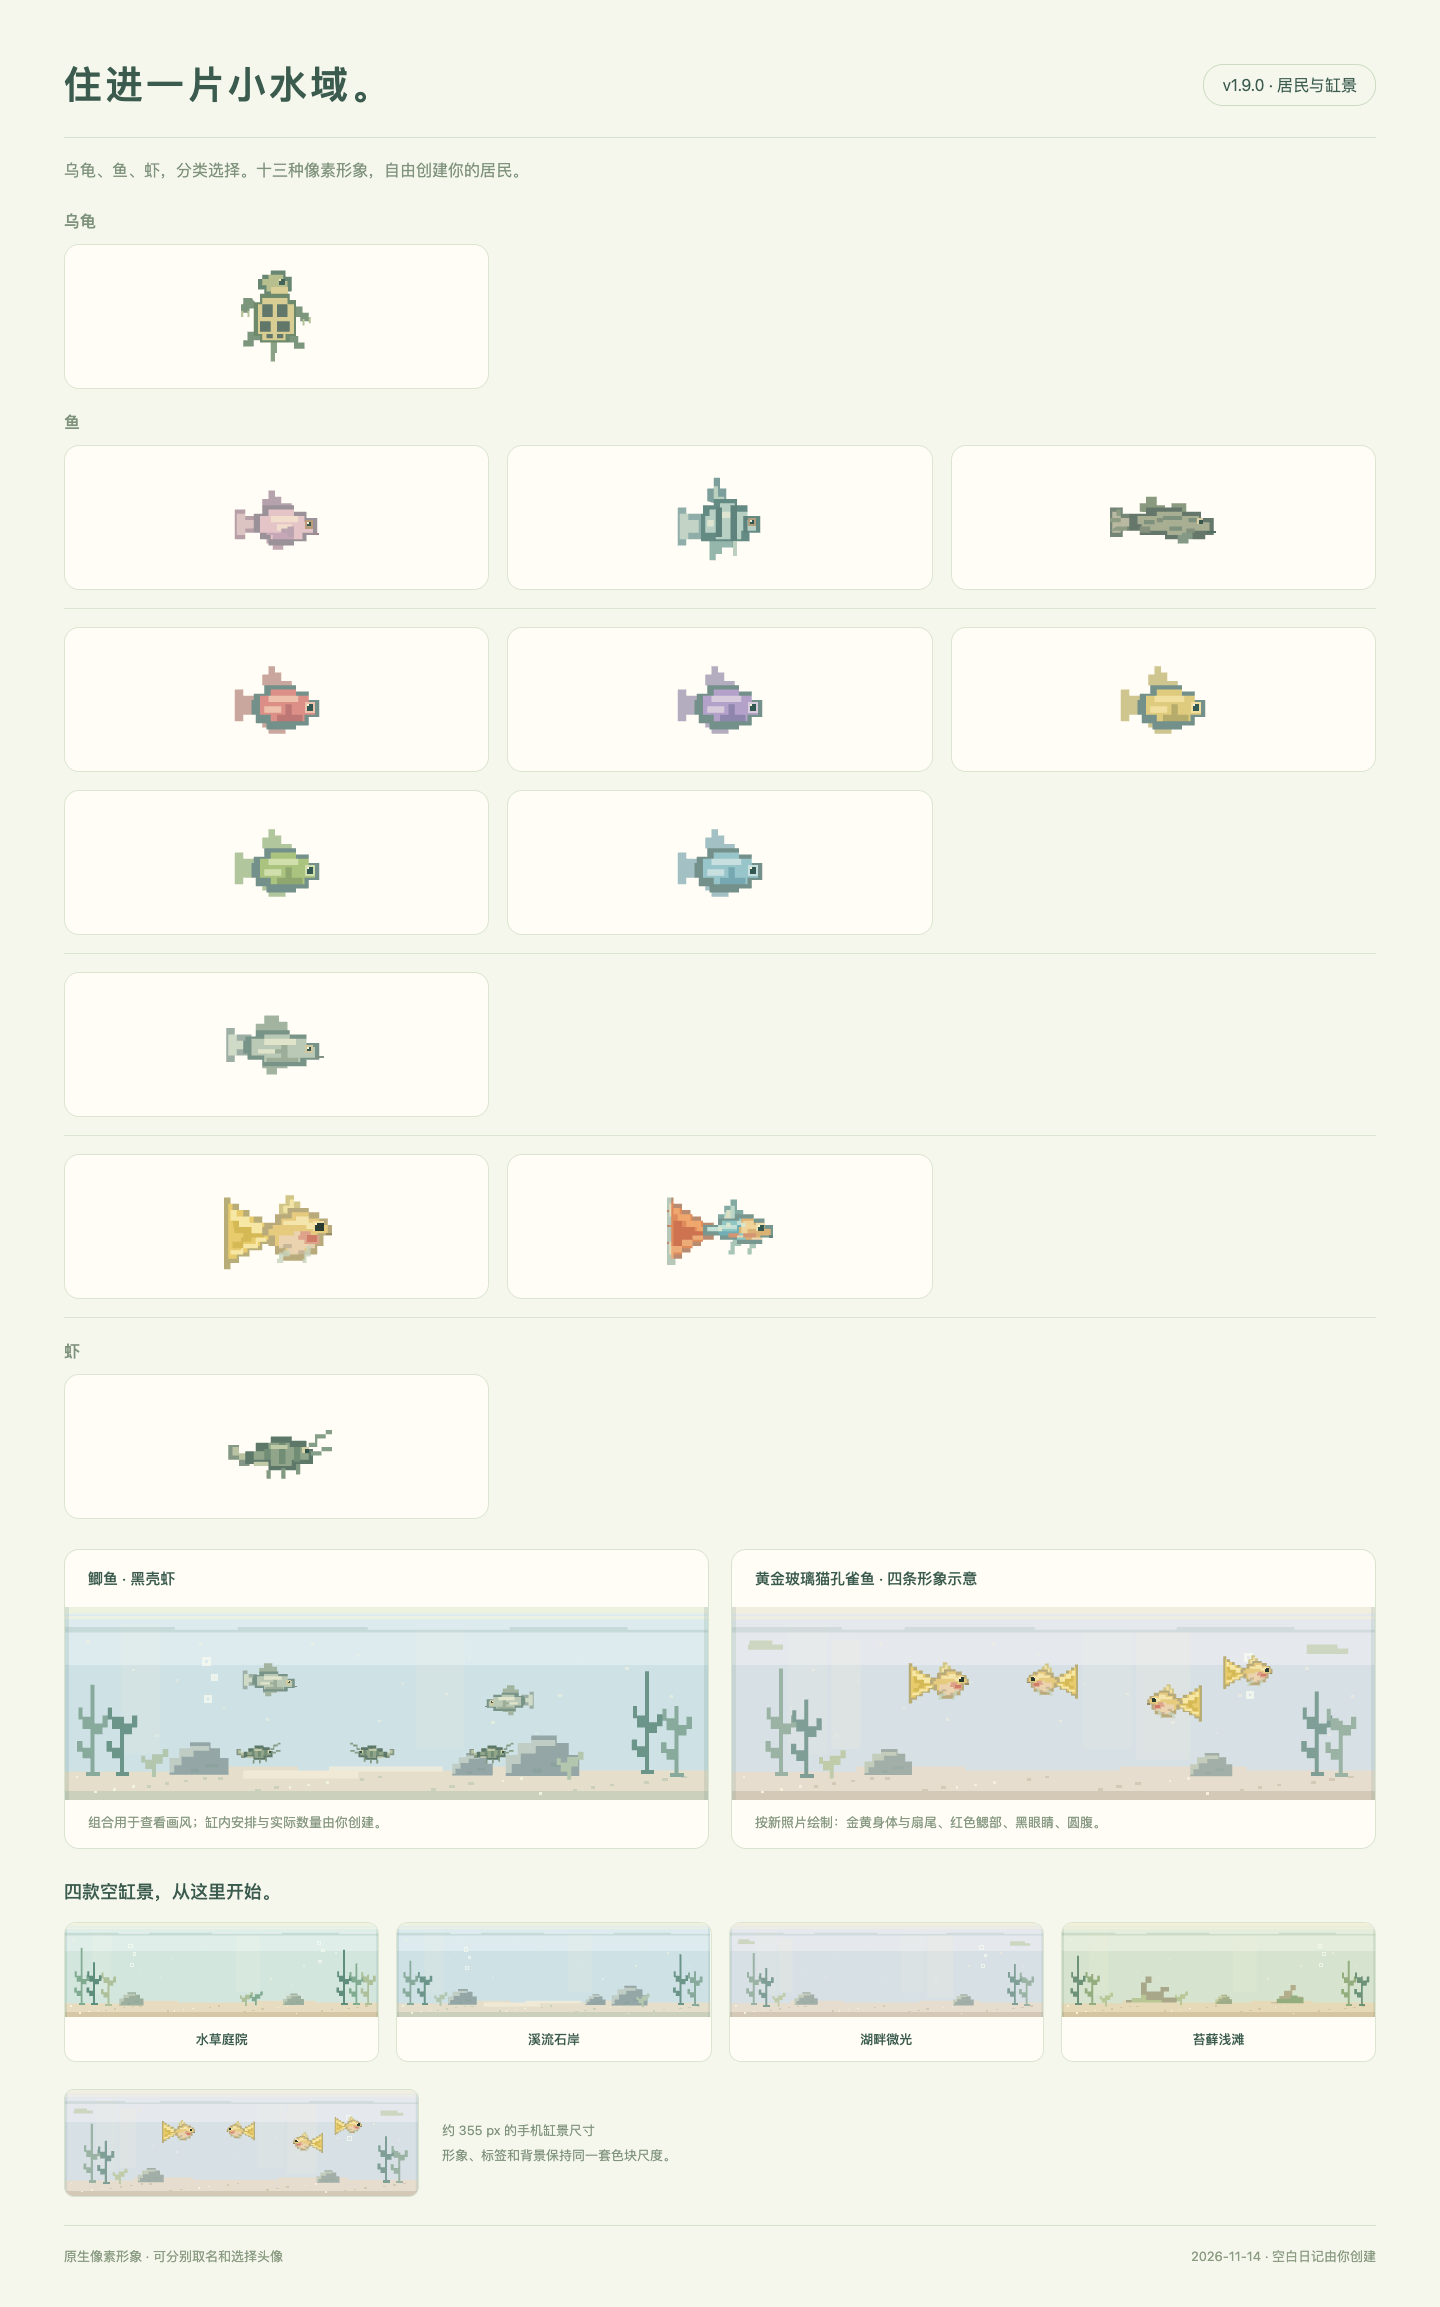 住进一片小水域。
v1.9.0 · 居民与缸景
乌龟、鱼、虾，分类选择。十三种像素形象，自由创建你的居民。
乌龟
鱼
虾
鲫鱼 · 黑壳虾
黄金玻璃猫孔雀鱼 · 四条形象示意
组合用于查看画风；缸内安排与实际数量由你创建。
按新照片绘制：金黄身体与扇尾、红色鳃部、黑眼睛、圆腹。
四款空缸景，从这里开始。
水草庭院
溪流石岸
湖畔微光
苔藓浅滩
约 355 px 的手机缸景尺寸
形象、标签和背景保持同一套色块尺度。
原生像素形象 · 可分别取名和选择头像
2026-11-14 · 空白日记由你创建